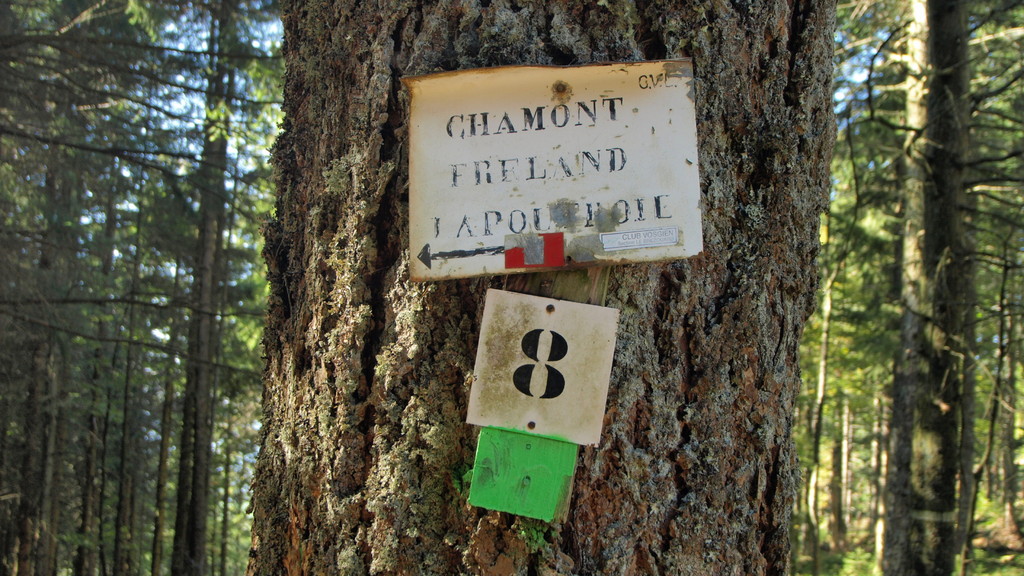 C.V.
CHAMONT
FRELAND
LAPOUTROIE
CLUB VOSGIEN
8